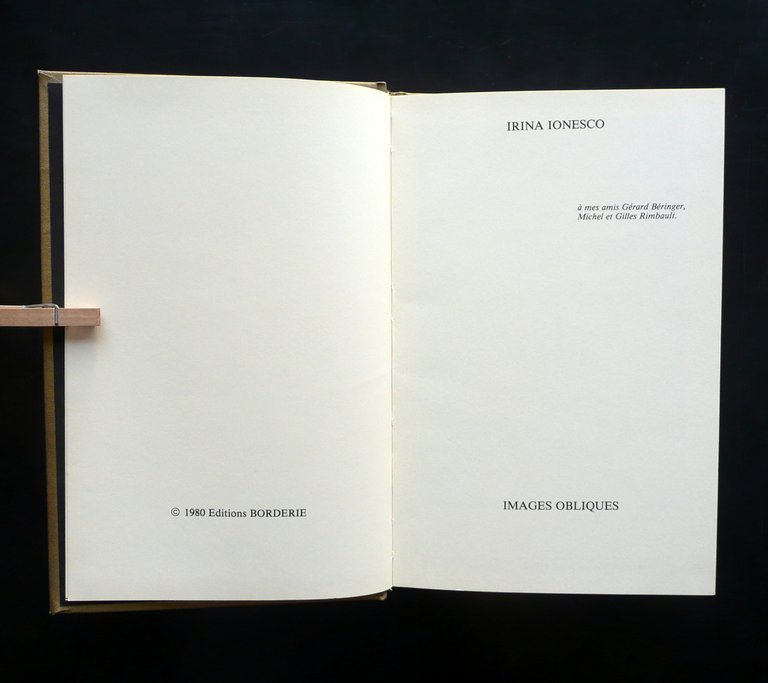 © 1980 Editions BORDERIE
IRINA IONESCO
à mes amis Gérard Béringer,
Michel et Gilles Rimbault.
IMAGES OBLIQUES